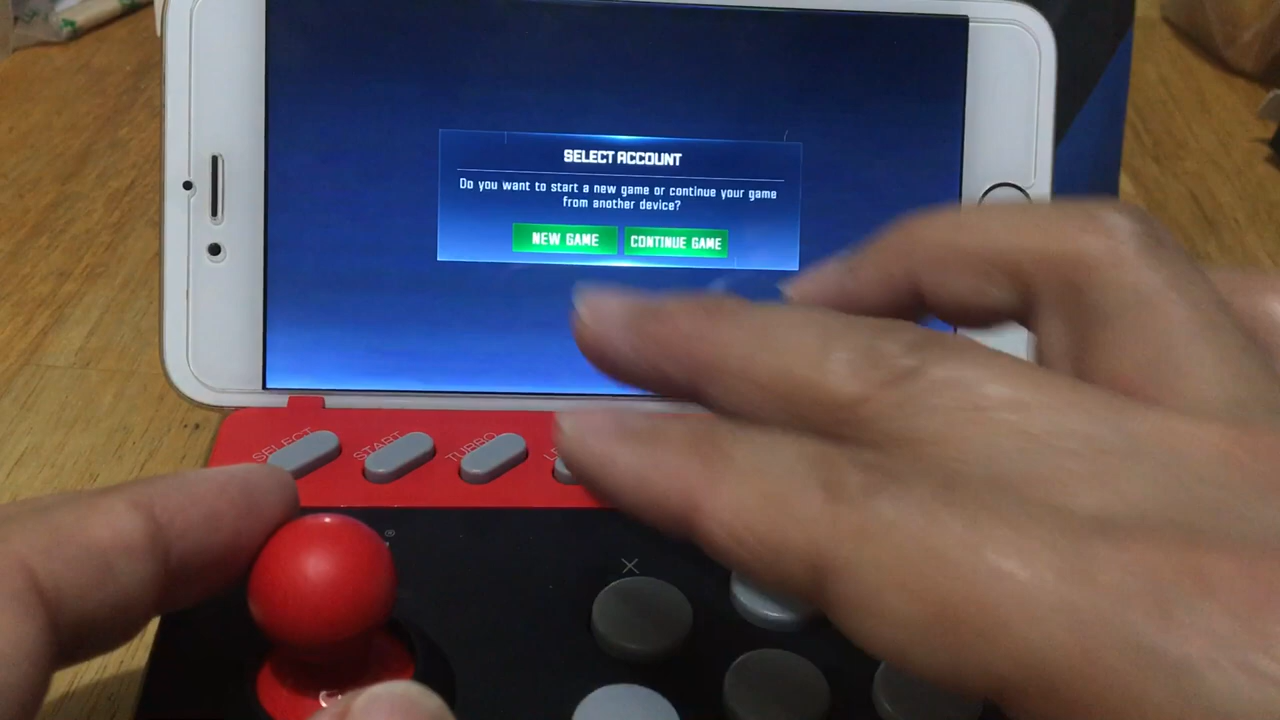 SELECT ACCOUNT
Do you want to start a new game or continue your game
from another device?
NEW GAME CONTINUE GAME
SELECT START TURBO